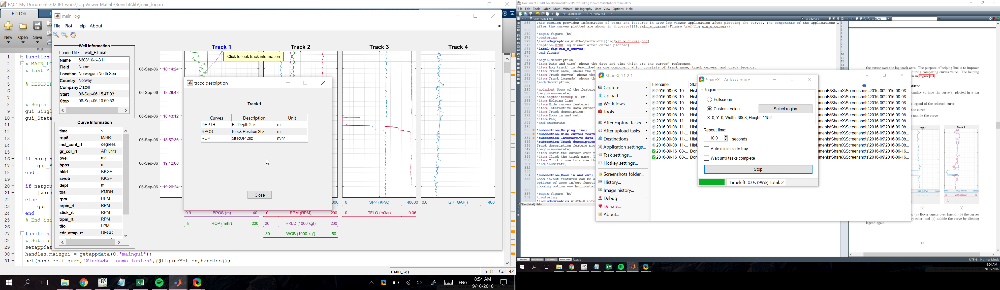 F:\01 My Documents\02 IPT work\Log Viewer Matlab\Branch6\lib\main_log.m
EDITOR
New
Open
Save
FILE
main_log
File Plot Help About
Well Information
Loaded file : well_RT.mat
Name 6608/10-K-3 H
Field Norne
Location Norwegian North Sea
Country Norway
Company Statoil
Start 06-Sep-06 15:47:03
Stop 08-Sep-06 10:59:53
Curve Information
time s
rop5 M/HR
incl_cont_rt degrees
gr_cdr_rt API units
bvel m/s
bpos m
hkld KKGF
swob KKGF
dept m
tqa KMDN
rpm RPM
crpm_rt RPM
stick_rt RPM
trpm_rt RPM
tflo LPM
cdr_atmp_rt DEGC
Track 1
Track 2
Track 3
Track 4
Click to look track information
06-Sep-06 18:14:24
06-Sep-06 18:28:48
06-Sep-06 18:43:12
06-Sep-06 18:57:36
06-Sep-06 19:12:00
06-Sep-06 19:26:24
track_description
Track 1
Curves Description Unit
DEPTH Bit Depth 2hz m
BPOS Block Position 2hz m
ROP 5ft ROP 2hz m/hr
Close
000
0 SPP (KPA) 40000
0.6 GR (GAPI) 400
0.9 BPOS (m) 40
0 RPM (RPM) 200
0 TFLO (m3/s) 0.06
8 ROP (m/hr) 200
20 HKLD (1000 kgf) 200
-30 WOB (1000 kgf) 50
1 function
2 % MAIN_LO
3 % Last Mo
4
5 % DESCRIP
6
7
8 % Begin i
9 gui_Singl
10 gui_State
11
12
13
14
15
16 if nargin
17 gui_S
18 end
19
20 if nargou
21 [vara
22 else
23 gui_m
24 end
25 % End ini
26
27 function
28 % Set mai
29 setappdat
30 handles.maingui = getappdata(0,'maingui');
31 set(handles.figure,'Windowbuttonmotionfcn',{@figureMotion,handles});
main_log
Ln 8 Col 42
ENG
8:54 AM
9/16/2016
Document : F:\01 My Documents\02 IPT work\Log Viewer Matlab\User manual.tex
File Edit Tools LaTeX Math Wizard Bibliography User View Options Help
Quick Build
View PDF
User manual.tex
L: 352 C: 1
69%
268 This section provides information of terms and features in RTDD log viewer application after plotting the curves. The components of the applications
after the curves plotted are shown in \hyperref[fig:win_w_curves]{Figure \ref{fig:win_w_curves}}.
269
270 \begin{figure}[ht]
271 \centering
272 \includegraphics[width=\textwidth]{fig/win_w_curves.png}
273 \caption{RTDD log viewer after curves plotted}
274 \label{fig:win_w_curves}
275 \end{figure}
276
277 \begin{description}
278 \item[Date and time] shows the date and time which are the curves' reference.
279 \item[Log track] is described as one component which consists of track name, track curves, and track legends.
280 \item[Track name] shows the t
281 \item[Track curves] shows the
282 \item[Track legends] shows th
283 \end{description}
284
285 \noindent Some of the feature
286 \begin{enumerate}
287 \setlength\itemsep{0.1em}
288 \item{Helping line}
289 \item{Hide curves feature}
290 \item{Interactive data cursor
291 \item{Track description}
292 \item{Zoom in and out}
293 \item{Pan}
294 \end{enumerate}
295
296 \subsection{Helping line}
299 \subsection{Hide curves featu
331 \subsection{Interactive data
345 \subsection{Track description
346 Track description feature pro
347 \begin{enumerate}
348 \item Hover the cursor over t
349 \item Click the track name. T
350 \item Click close to close th
351 \end{enumerate}
352
353
354 \subsection{Zoom in and out}
355 Zoom in/out features can be a
options of zoom in/out functi
zooming motion --- horizontal
356
357 \begin{figure}[ht]
358 \centering
359 \includegraphics[width=0.6\te
\item[label] Hello
Structure
Source Viewer
Ready
UTF-8 Normal Mode
ShareX 11.2.1
Capture
Upload
Workflows
Tools
After capture tasks
After upload tasks
Destinations
Application settings...
Task settings...
Hotkey settings...
Screenshots folder...
History...
Image history...
Debug
Donate...
About...
Filename Stat
2016-09-08_10-... Hist
2016-09-08_10-... Hist
2016-09-08_10-... Hist
2016-09-08_10-... Hist
2016-09-08_10-... Hist
2016-09-08_11-... Hist
2016-09-08_11-... Hist
2016-09-08_11-... Hist
2016-09-08_11-... Hist
2016-09-08_11-... Hist
2016-09-16_08-... Don
2016-09-16_08-... Don
ShareX - Auto capture
Region
Fullscreen
Custom region
Select region
X: 0, Y: 0, Width: 3968, Height: 1152
Repeat time:
10.0 seconds
Auto minimize to tray
Wait until tasks complete
Stop
Timeleft: 0.0s (99%) Total: 2
uments\ShareX\Screenshots\2016-09\2016-09-08...
uments\ShareX\Screenshots\2016-09\2016-09-08...
uments\ShareX\Screenshots\2016-09\2016-09-08...
uments\ShareX\Screenshots\2016-09\2016-09-08...
uments\ShareX\Screenshots\2016-09\2016-09-08...
uments\ShareX\Screenshots\2016-09\2016-09-08...
uments\ShareX\Screenshots\2016-09\2016-09-08...
uments\ShareX\Screenshots\2016-09\2016-09-08...
uments\ShareX\Screenshots\2016-09\2016-09-08...
uments\ShareX\Screenshots\2016-09\2016-09-08...
uments\ShareX\Screenshots\2016-09\2016-09-16...
uments\ShareX\Screenshots\2016-09\2016-09-16...
the cursor over the log track axes. The purpose of helping line is to improve
during comparing curves value. The helping
en in Figure 4.4
ature
ionality to hide the curve(s) plotted in a log
e legend of the selected curve
the curve
o unhide the curve
Track 1
Track 1
(b)
(c)
e: (a) Hover cursor over legend, (b) the curves
ey color, and (c) unhide the curve by clicking
legend again
13
8:54 AM
9/16/2016